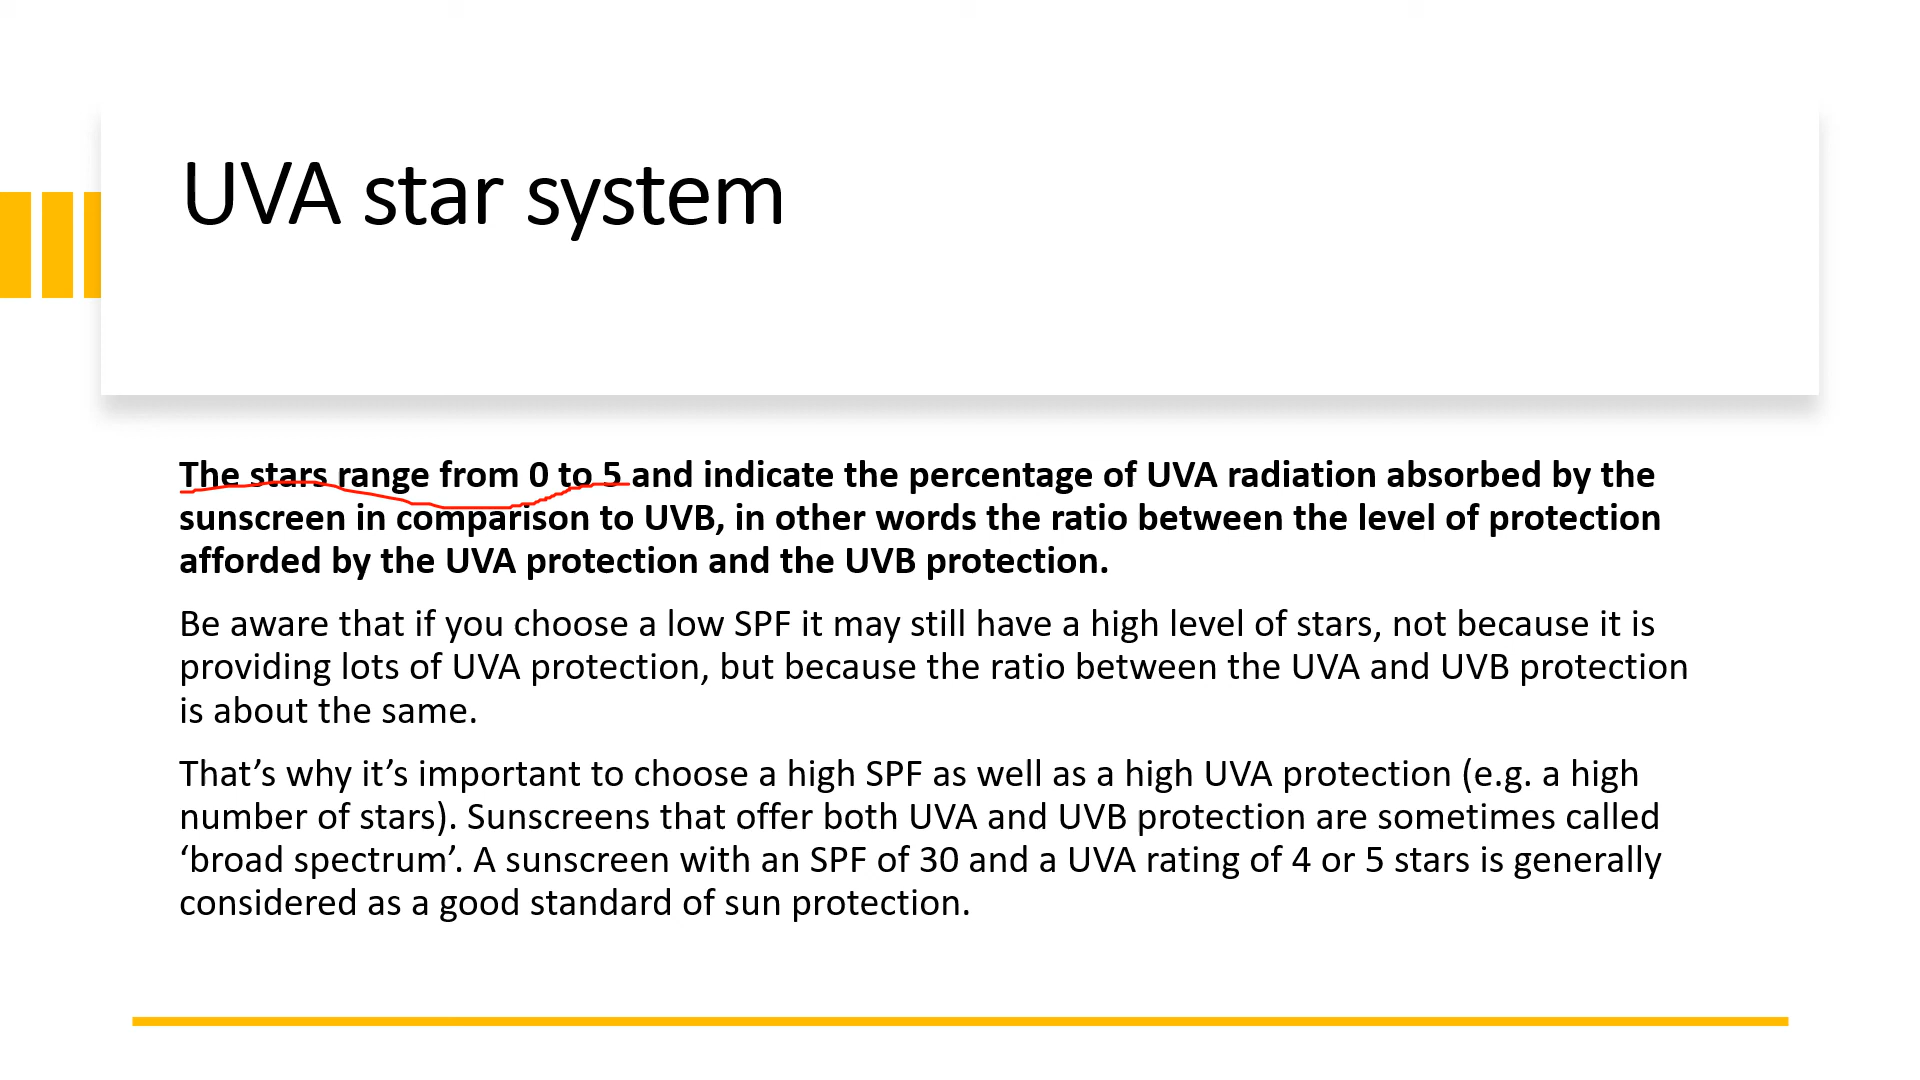 UVA star system
The stars range from 0 to 5 and indicate the percentage of UVA radiation absorbed by the
sunscreen in comparison to UVB, in other words the ratio between the level of protection
afforded by the UVA protection and the UVB protection.
Be aware that if you choose a low SPF it may still have a high level of stars, not because it is
providing lots of UVA protection, but because the ratio between the UVA and UVB protection
is about the same.
That’s why it’s important to choose a high SPF as well as a high UVA protection (e.g. a high
number of stars). Sunscreens that offer both UVA and UVB protection are sometimes called
‘broad spectrum’. A sunscreen with an SPF of 30 and a UVA rating of 4 or 5 stars is generally
considered as a good standard of sun protection.